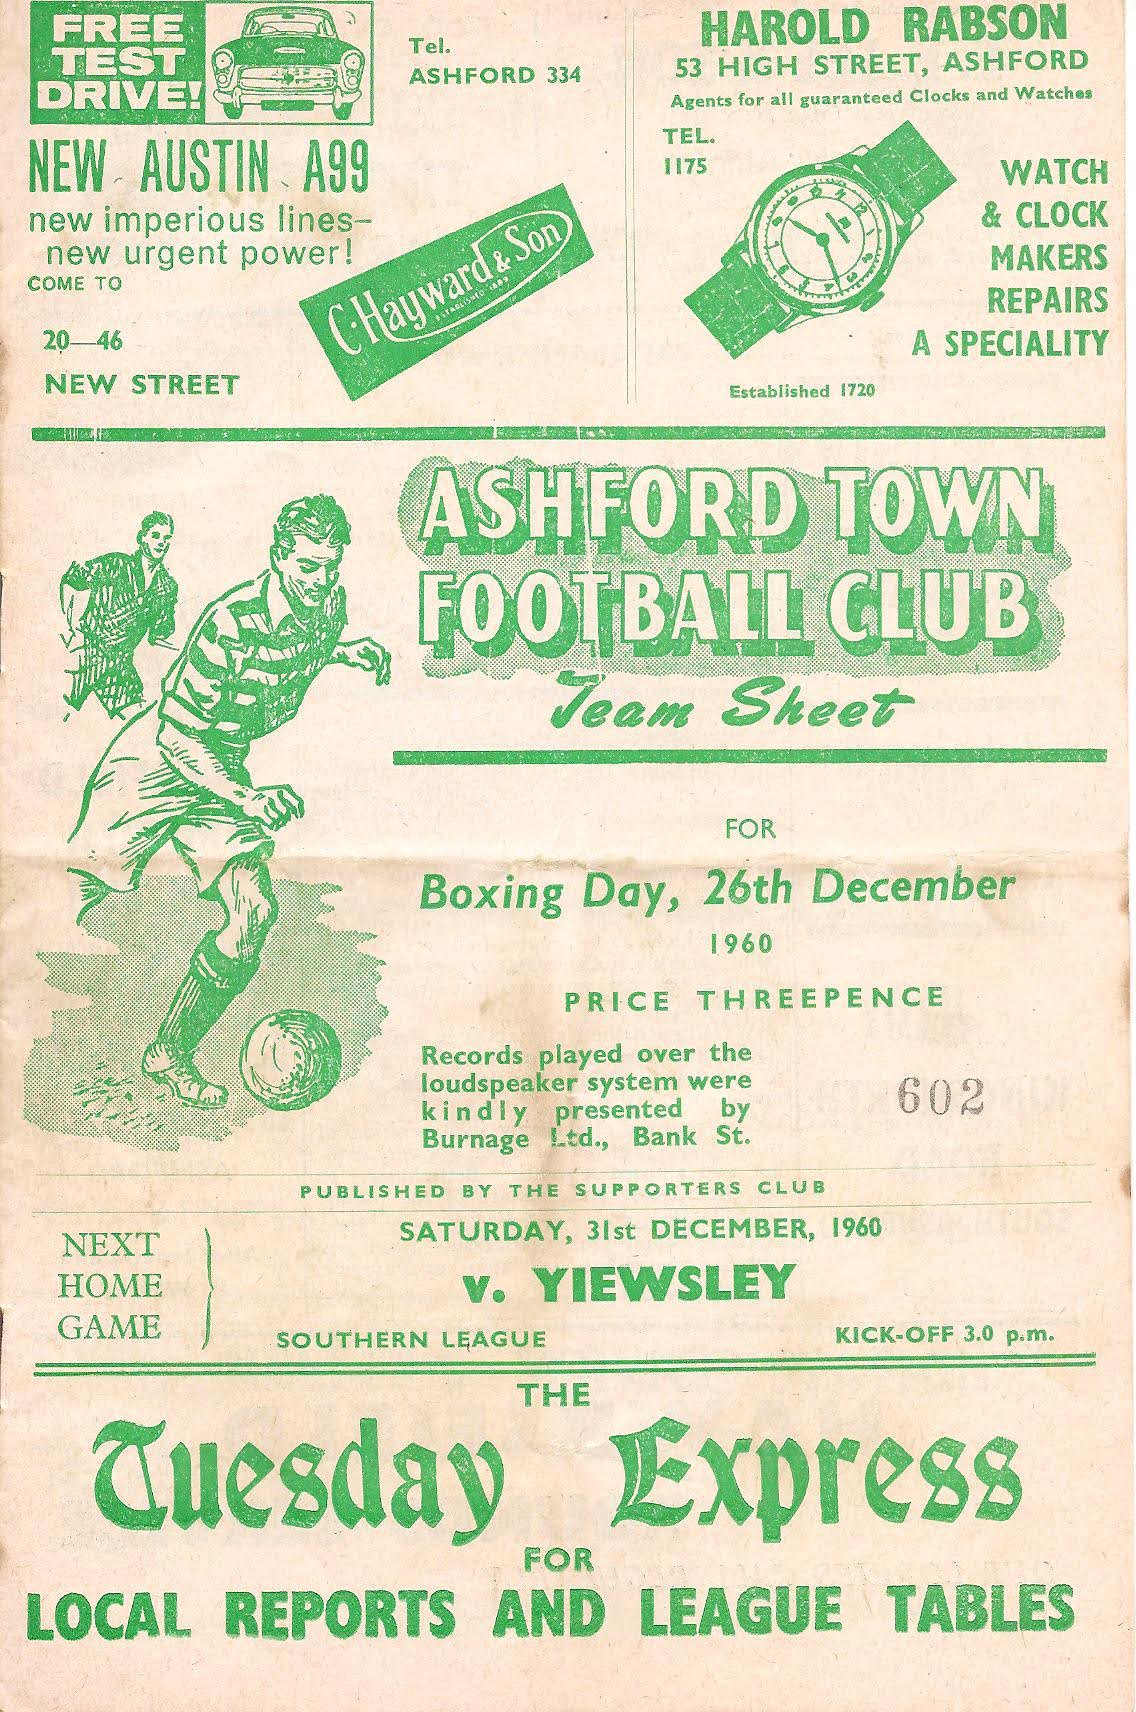 FREE
TEST
DRIVE!
NEW AUSTIN A99
new imperious lines—
new urgent power!
COME TO
20—46
NEW STREET
Tel.
ASHFORD 334
C. Hayward & Son
HAROLD RABSON
53 HIGH STREET, ASHFORD
Agents for all guaranteed Clocks and Watches
TEL.
1175
WATCH
& CLOCK
MAKERS
REPAIRS
A SPECIALITY
Established 1720
ASHFORD TOWN
FOOTBALL CLUB
Team Sheet
FOR
Boxing Day, 26th December
1960
PRICE THREEPENCE
Records played over the
loudspeaker system were
kindly presented by
Burnage Ltd., Bank St.
602
PUBLISHED BY THE SUPPORTERS CLUB
NEXT
HOME
GAME
SATURDAY, 31st DECEMBER, 1960
v. YIEWSLEY
SOUTHERN LEAGUE
KICK-OFF 3.0 p.m.
THE
Tuesday Express
FOR
LOCAL REPORTS AND LEAGUE TABLES